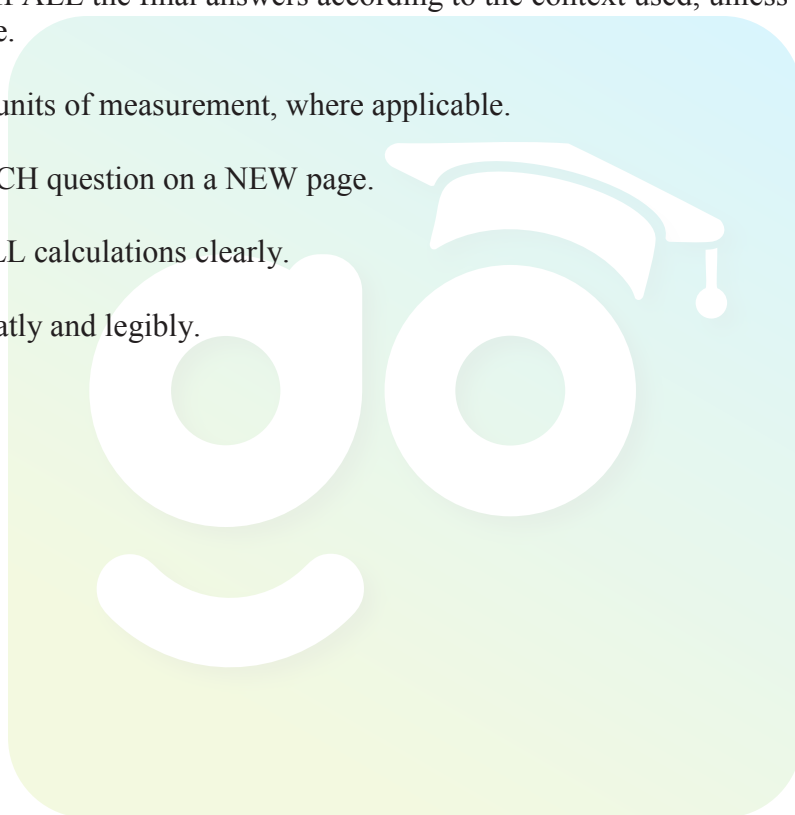 ALL the final answers according to the context used, unless
e.
units of measurement, where applicable.
CH question on a NEW page.
LL calculations clearly.
atly and legibly.
go